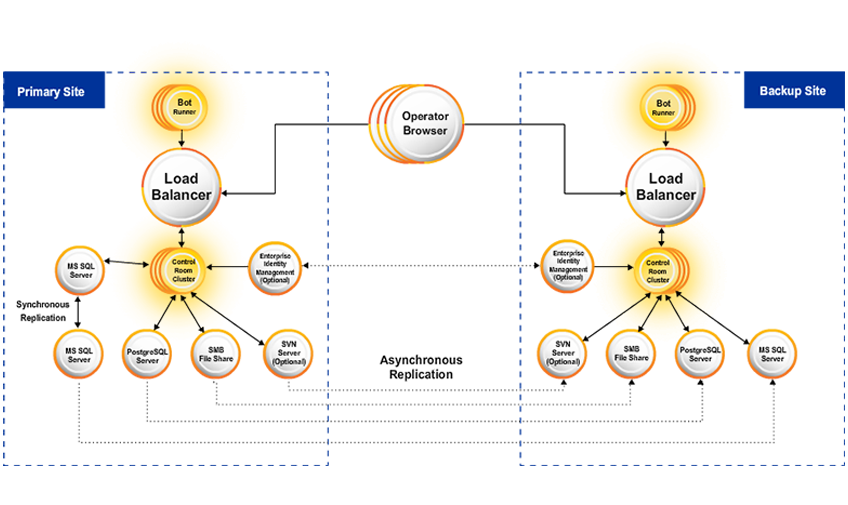 Primary Site
Backup Site
Bot
Runner
Operator
Browser
Bot
Runner
Load
Balancer
Load
Balancer
MS SQL
Server
Control
Room
Cluster
Enterprise
Identity
Management
(Optional)
Enterprise
Identity
Management
(Optional)
Control
Room
Cluster
Synchronous
Replication
MS SQL
Server
PostgreSQL
Server
SMB
File Share
SVN
Server
(Optional)
Asynchronous
Replication
SVN
Server
(Optional)
SMB
File Share
PostgreSQL
Server
MS SQL
Server